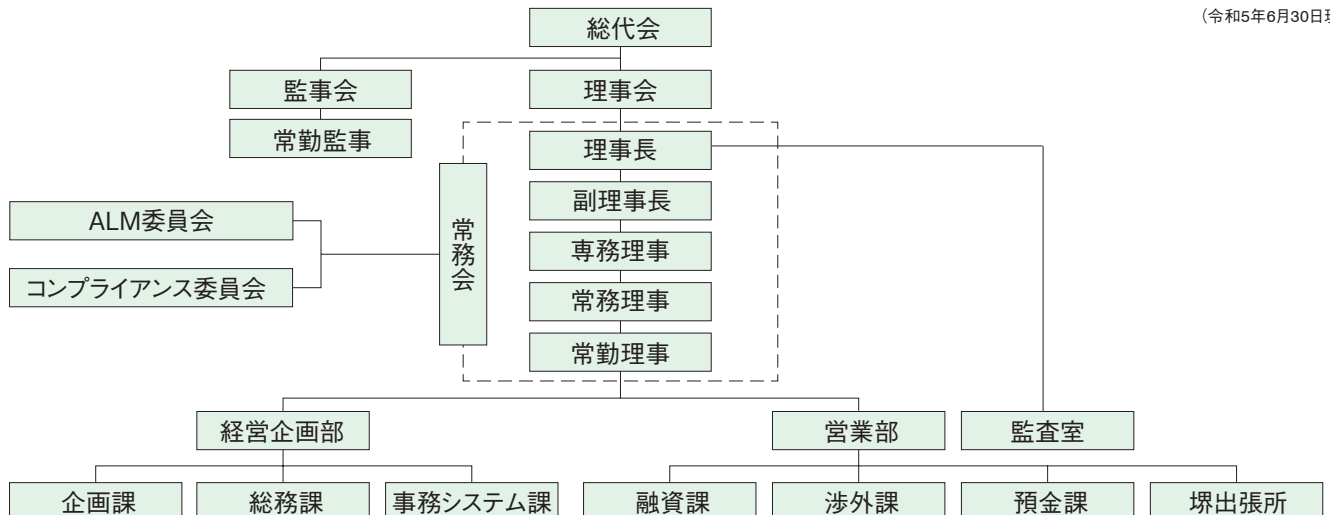 （令和5年6月30日現
総代会
監事会
理事会
常勤監事
理事長
副理事長
専務理事
常務理事
常勤理事
常務会
ALM委員会
コンプライアンス委員会
経営企画部
営業部
監査室
企画課
総務課
事務システム課
融資課
渉外課
預金課
堺出張所